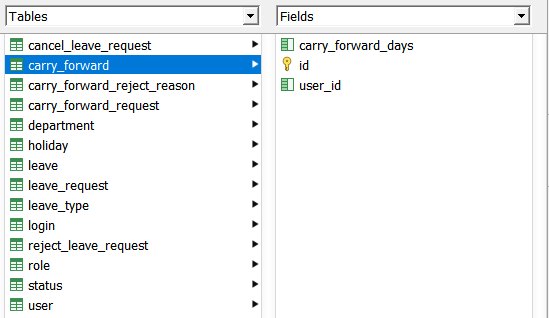 Tables
cancel_leave_request
carry_forward
carry_forward_reject_reason
carry_forward_request
department
holiday
leave
leave_request
leave_type
login
reject_leave_request
role
status
user
Fields
carry_forward_days
id
user_id